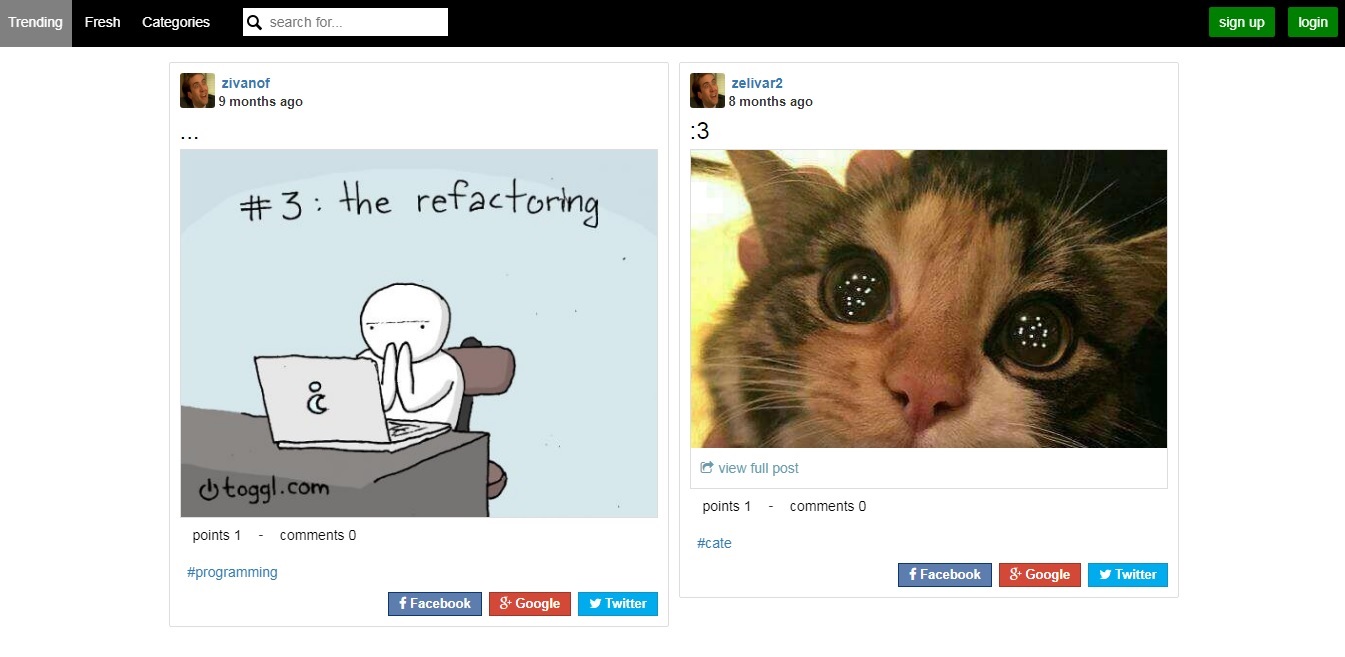 Trending Fresh Categories search for... sign up login
zivanof
9 months ago
...
#3: the refactoring
toggl.com
points 1 - comments 0
#programming
Facebook Google Twitter
zelivar2
8 months ago
:3
view full post
points 1 - comments 0
#cate
Facebook Google Twitter